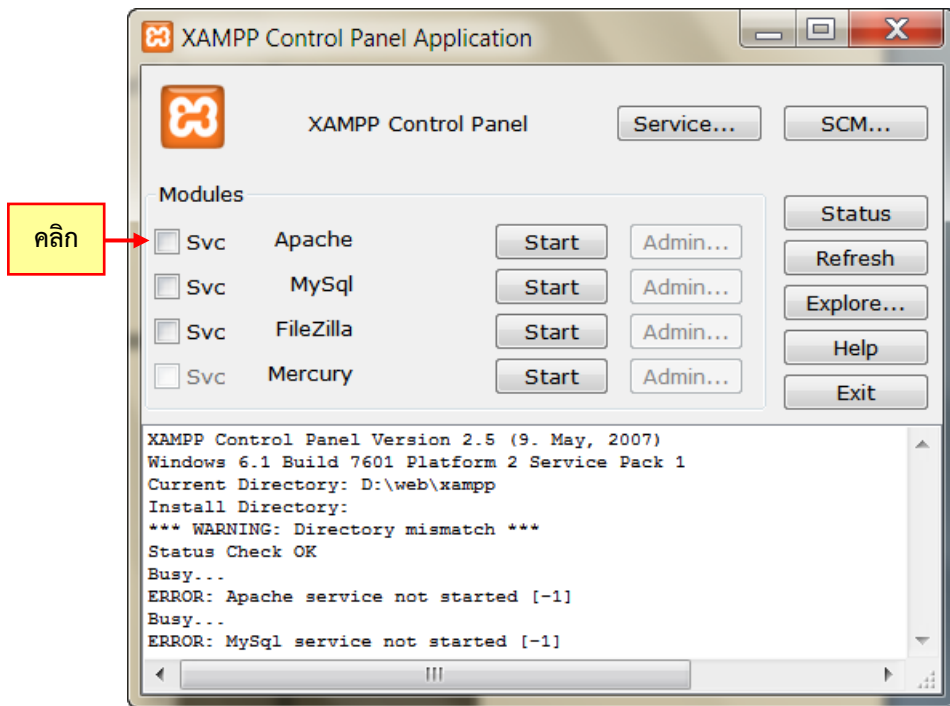 XAMPP Control Panel Application
XAMPP Control Panel
Service...
SCM...
Modules
คลิก
Svc Apache Start Admin...
Svc MySql Start Admin...
Svc FileZilla Start Admin...
Svc Mercury Start Admin...
Status
Refresh
Explore...
Help
Exit
XAMPP Control Panel Version 2.5 (9. May, 2007)
Windows 6.1 Build 7601 Platform 2 Service Pack 1
Current Directory: D:\web\xampp
Install Directory:
*** WARNING: Directory mismatch ***
Status Check OK
Busy...
ERROR: Apache service not started [-1]
Busy...
ERROR: MySql service not started [-1]